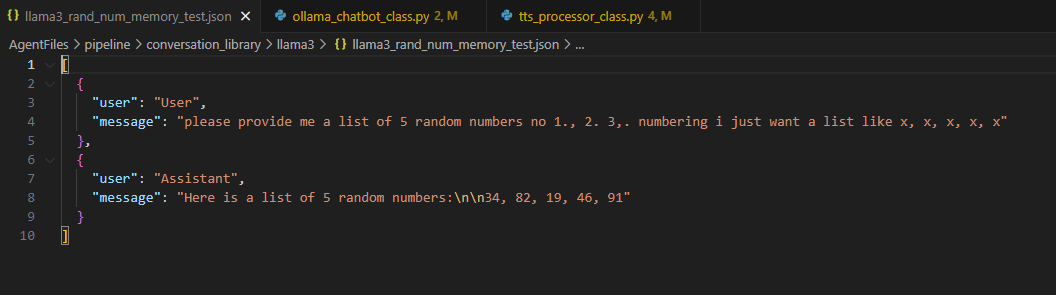 {} llama3_rand_num_memory_test.json × ollama_chatbot_class.py 2, M tts_processor_class.py 4, M
AgentFiles > pipeline > conversation_library > llama3 > {} llama3_rand_num_memory_test.json > ...
1 [
2 {
3 "user": "User",
4 "message": "please provide me a list of 5 random numbers no 1., 2. 3,. numbering i just want a list like x, x, x, x, x"
5 },
6 {
7 "user": "Assistant",
8 "message": "Here is a list of 5 random numbers:\n\n34, 82, 19, 46, 91"
9 }
10 ]